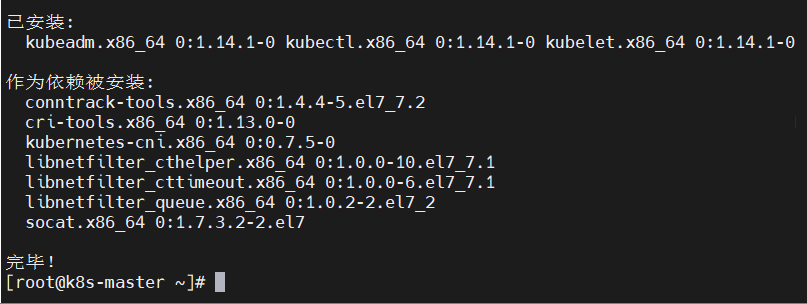 已安装:
kubeadm.x86_64 0:1.14.1-0 kubectl.x86_64 0:1.14.1-0 kubelet.x86_64 0:1.14.1-0
作为依赖被安装:
conntrack-tools.x86_64 0:1.4.4-5.el7_7.2
cri-tools.x86_64 0:1.13.0-0
kubernetes-cni.x86_64 0:0.7.5-0
libnetfilter_cthelper.x86_64 0:1.0.0-10.el7_7.1
libnetfilter_cttimeout.x86_64 0:1.0.0-6.el7_7.1
libnetfilter_queue.x86_64 0:1.0.2-2.el7_2
socat.x86_64 0:1.7.3.2-2.el7
完毕！
[root@k8s-master ~]#